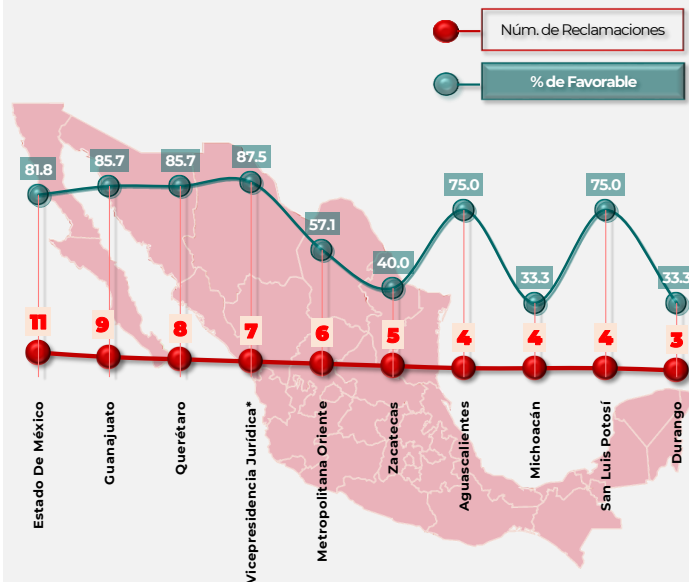 Núm. de Reclamaciones
% de Favorable
81.8
85.7
85.7
87.5
57.1
40.0
75.0
33.3
75.0
33.3
11
9
8
7
6
5
4
4
4
3
Estado De México
Guanajuato
Querétaro
Vicepresidencia Jurídica*
Metropolitana Oriente
Zacatecas
Aguascalientes
Michoacán
San Luis Potosí
Durango